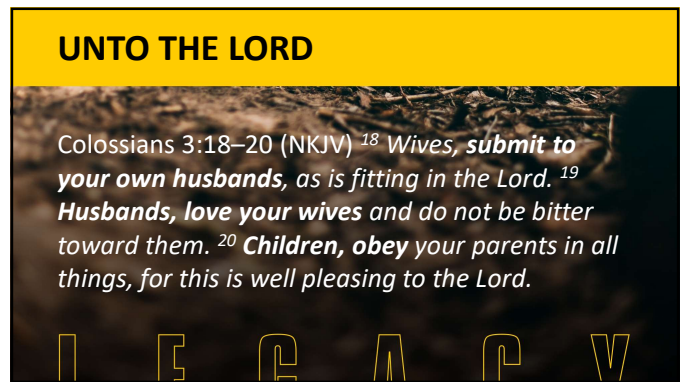 UNTO THE LORD
Colossians 3:18–20 (NKJV) 18 Wives, submit to
your own husbands, as is fitting in the Lord. 19
Husbands, love your wives and do not be bitter
toward them. 20 Children, obey your parents in all
things, for this is well pleasing to the Lord.
LEGACY